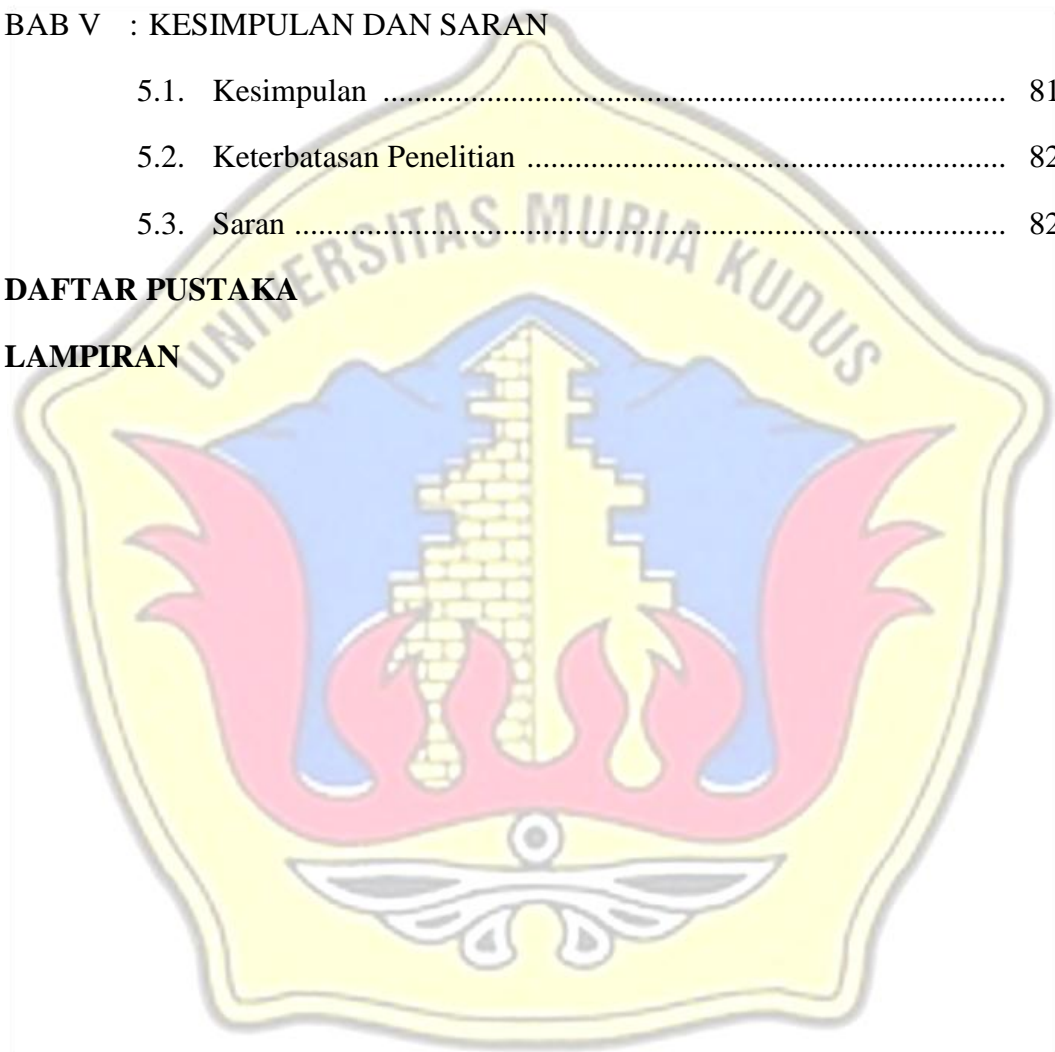 BAB V : KESIMPULAN DAN SARAN
5.1. Kesimpulan .............................................................................. 81
5.2. Keterbatasan Penelitian ............................................................ 82
5.3. Saran ......................................................................................... 82
UNIVERSITAS MURIA KUDUS
DAFTAR PUSTAKA
LAMPIRAN